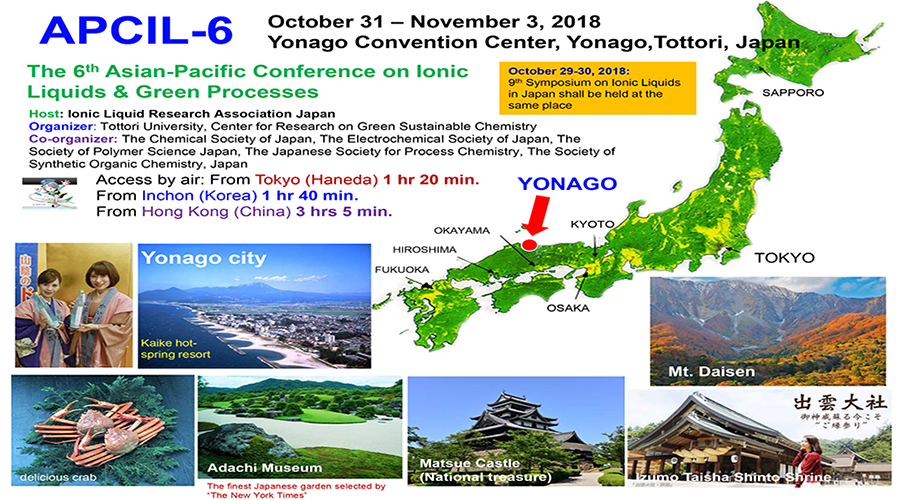 APCIL-6
October 31 – November 3, 2018
Yonago Convention Center, Yonago,Tottori, Japan
The 6th Asian-Pacific Conference on Ionic
Liquids & Green Processes
October 29-30, 2018:
9th Symposium on Ionic Liquids
in Japan shall be held at the
same place
Host: Ionic Liquid Research Association Japan
Organizer: Tottori University, Center for Research on Green Sustainable Chemistry
Co-organizer: The Chemical Society of Japan, The Electrochemical Society of Japan, The
Society of Polymer Science Japan, The Japanese Society for Process Chemistry, The Society of
Synthetic Organic Chemistry, Japan
Access by air: From Tokyo (Haneda) 1 hr 20 min.
From Inchon (Korea) 1 hr 40 min.
From Hong Kong (China) 3 hrs 5 min.
SAPPORO
YONAGO
KYOTO
OKAYAMA
HIROSHIMA
FUKUOKA
TOKYO
OSAKA
山陰の
Yonago city
Kaike hot-
spring resort
Mt. Daisen
delicious crab
Adachi Museum
The finest Japanese garden selected by
"The New York Times"
Matsue Castle
(National treasure)
出雲大社
御神威蘇る今こそ
"ご縁参り"
Izumo Taisha Shinto Shrine